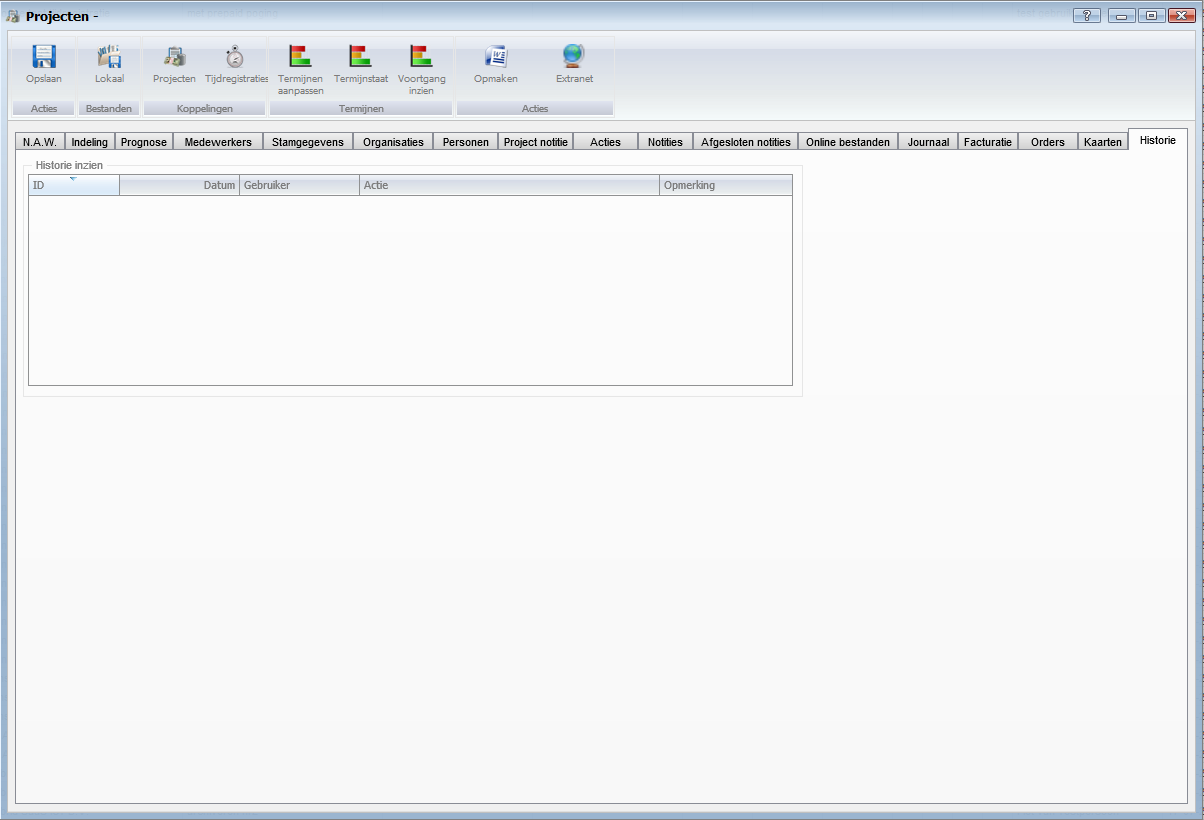 Projecten -
Opslaan Lokaal Projecten Tijdregistraties Termijnen aanpassen Termijnstaat Voortgang inzien Opmaken Extranet
Acties Bestanden Koppelingen Termijnen Acties
N.A.W. Indeling Prognose Medewerkers Stamgegevens Organisaties Personen Project notitie Acties Notities Afgesloten notities Online bestanden Journaal Facturatie Orders Kaarten Historie
Historie inzien
ID Datum Gebruiker Actie Opmerking